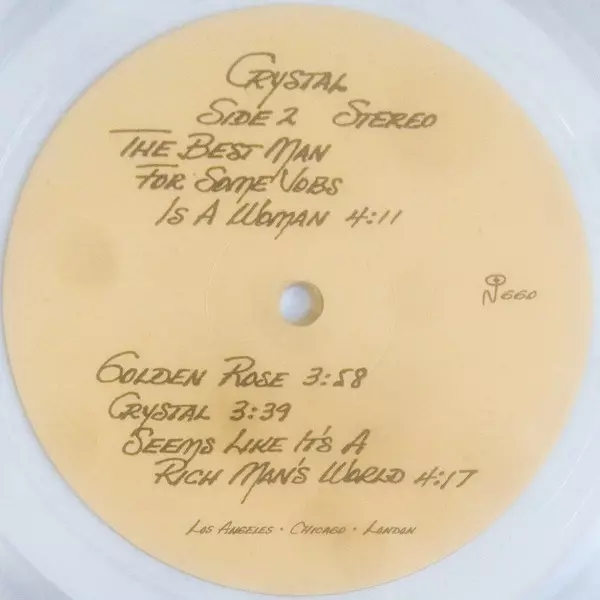 Crystal
Side 2 Stereo
The Best Man
For Some Jobs
Is A Woman 4:11
N 660
Golden Rose 3:58
Crystal 3:39
Seems Like It's A
Rich Man's World 4:17
Los Angeles · Chicago · London